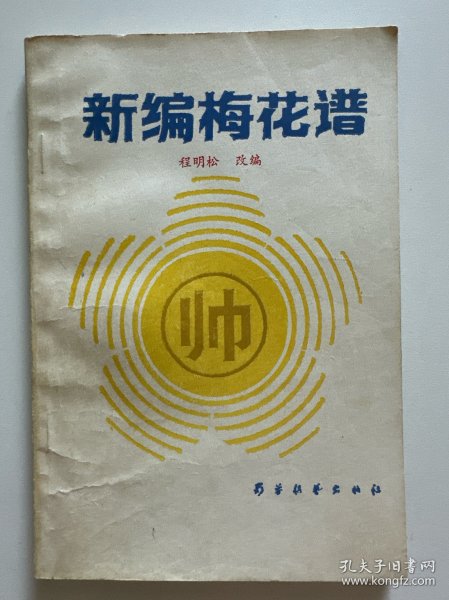 新编梅花谱
程明松 改编
帅
蜀蓉棋艺出版社
孔夫子旧书网
www.kongfz.com